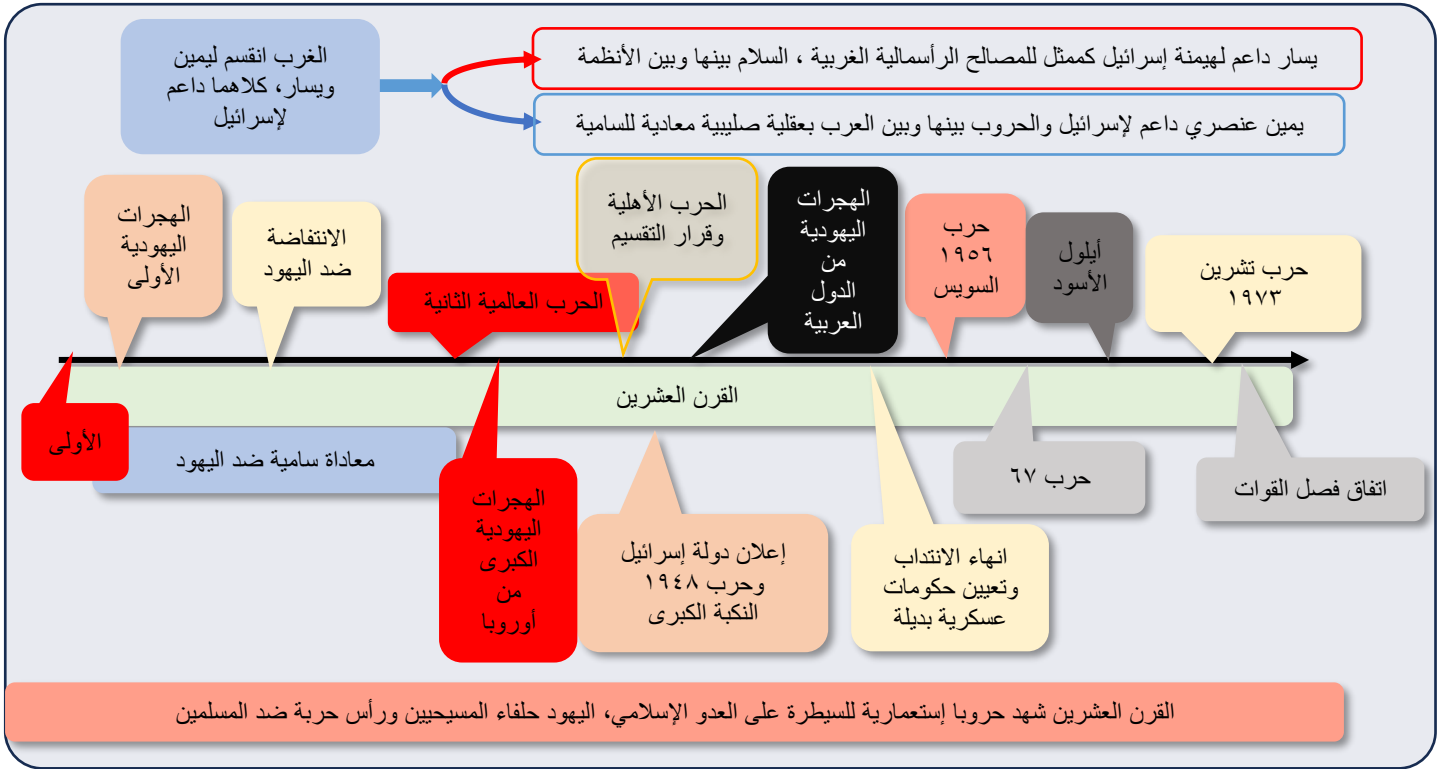 الغرب انقسم ليمين
ويسار، كلاهما داعم
لإسرائيل
يسار داعم لهيمنة إسرائيل كممثل للمصالح الرأسمالية الغربية ، السلام بينها وبين الأنظمة
يمين عنصري داعم لإسرائيل والحروب بينها وبين العرب بعقلية صليبية معادية للسامية
الهجرات
اليهودية
الأولى
الانتفاضة
ضد اليهود
الحرب العالمية الثانية
الحرب الأهلية
وقرار التقسيم
الهجرات
اليهودية
من
الدول
العربية
حرب
١٩٥٦
السويس
أيلول
الأسود
حرب تشرين
١٩٧٣
القرن العشرين
الأولى
معاداة سامية ضد اليهود
الهجرات
اليهودية
الكبرى
من
أوروبا
إعلان دولة إسرائيل
وحرب ١٩٤٨
النكبة الكبرى
انهاء الانتداب
وتعيين حكومات
عسكرية بديلة
حرب ٦٧
اتفاق فصل القوات
القرن العشرين شهد حروبا إستعمارية للسيطرة على العدو الإسلامي، اليهود حلفاء المسيحيين ورأس حربة ضد المسلمين